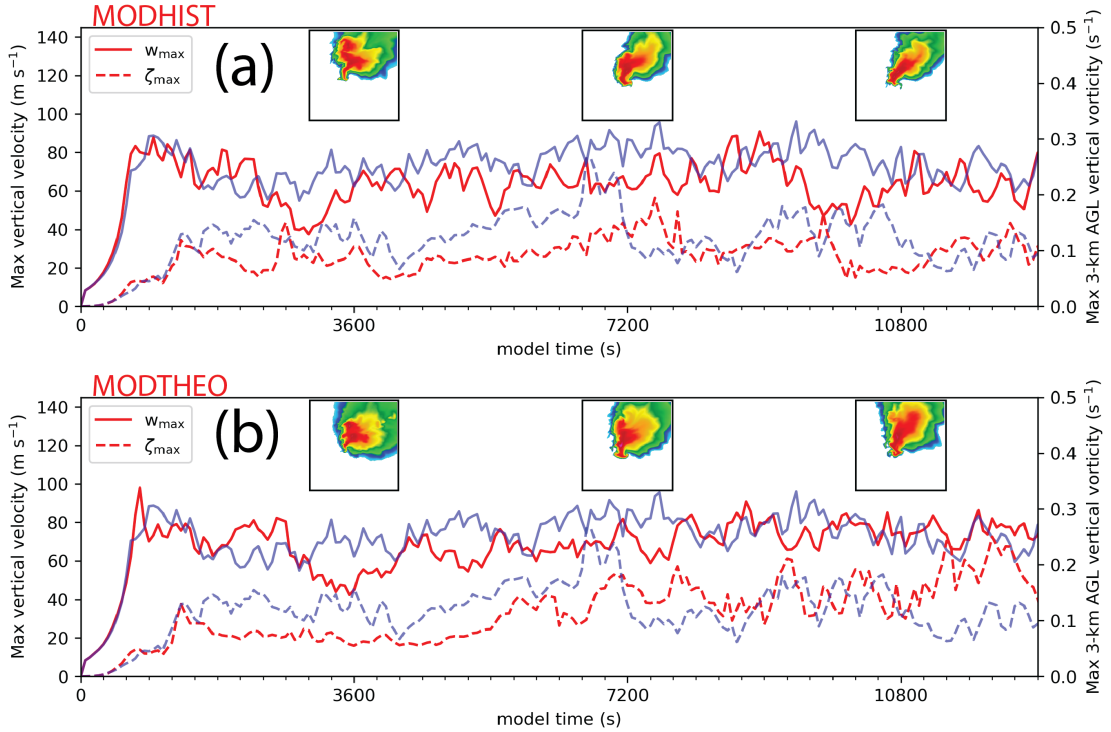 MODHIST
Max vertical velocity (m s⁻¹)
140
120
100
80
60
40
20
0
w_max
ζ_max
(a)
0.5
0.4
0.3
0.2
0.1
0.0
Max 3-km AGL vertical vorticity (s⁻¹)
0 3600 7200 10800
model time (s)
MODTHEO
Max vertical velocity (m s⁻¹)
140
120
100
80
60
40
20
0
w_max
ζ_max
(b)
0.5
0.4
0.3
0.2
0.1
0.0
Max 3-km AGL vertical vorticity (s⁻¹)
0 3600 7200 10800
model time (s)